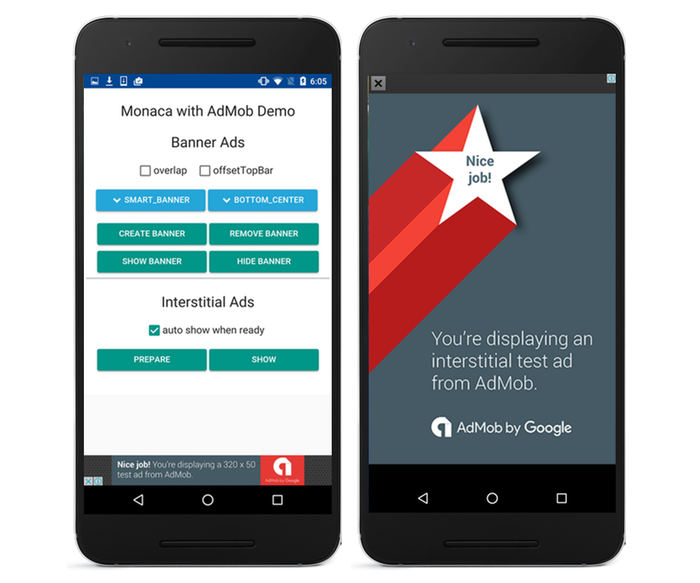 6:05
Monaca with AdMob Demo
Banner Ads
overlap offsetTopBar
SMART_BANNER BOTTOM_CENTER
CREATE BANNER REMOVE BANNER
SHOW BANNER HIDE BANNER
Interstitial Ads
auto show when ready
PREPARE SHOW
Nice job! You're displaying a 320 x 50
test ad from AdMob.
AdMob by Google
Nice
job!
You're displaying an
interstitial test ad
from AdMob.
AdMob by Google